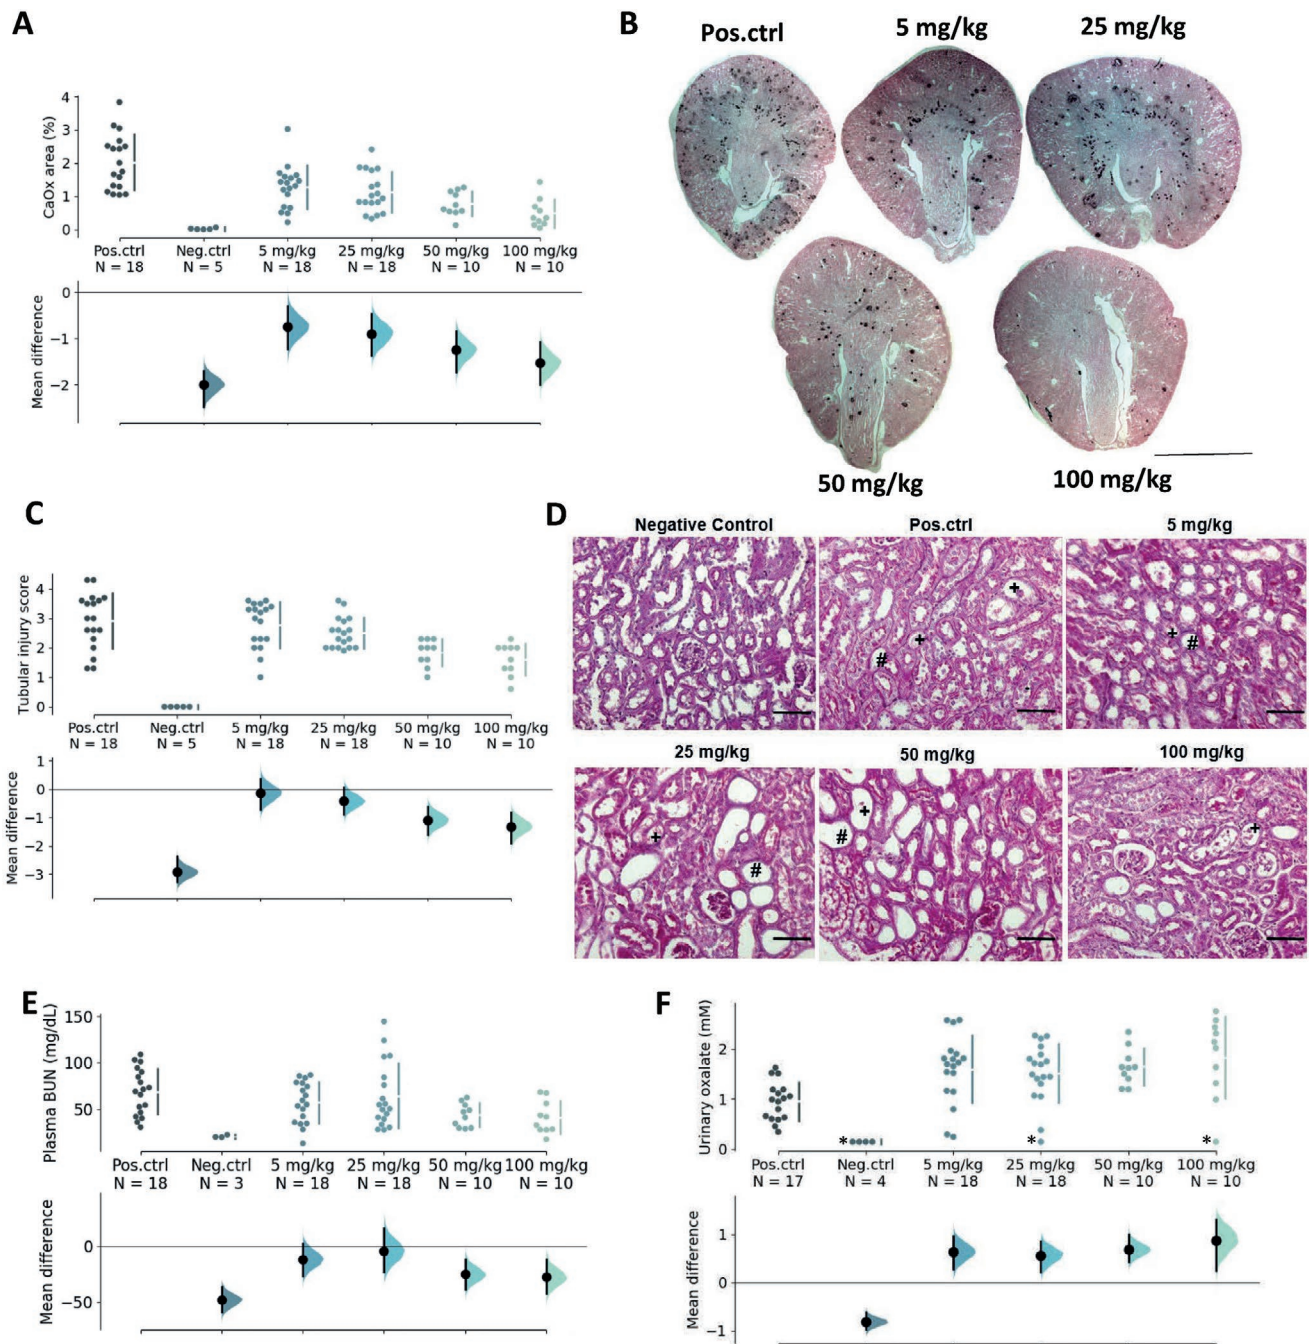 A
CaOx area (%)
4
3
2
1
0
Pos.ctrl Neg.ctrl 5 mg/kg 25 mg/kg 50 mg/kg 100 mg/kg
N = 18 N = 5 N = 18 N = 18 N = 10 N = 10
Mean difference
0
−1
−2
B
Pos.ctrl 5 mg/kg 25 mg/kg
50 mg/kg 100 mg/kg
C
Tubular injury score
4
3
2
1
0
Pos.ctrl Neg.ctrl 5 mg/kg 25 mg/kg 50 mg/kg 100 mg/kg
N = 18 N = 5 N = 18 N = 18 N = 10 N = 10
Mean difference
1
0
−1
−2
−3
D
Negative Control Pos.ctrl 5 mg/kg
+
+
#
+
#
25 mg/kg 50 mg/kg 100 mg/kg
+
#
+
#
+
E
Plasma BUN (mg/dL)
150
100
50
Pos.ctrl Neg.ctrl 5 mg/kg 25 mg/kg 50 mg/kg 100 mg/kg
N = 18 N = 3 N = 18 N = 18 N = 10 N = 10
Mean difference
0
−50
F
Urinary oxalate (mM)
2
1
0
* * *
Pos.ctrl Neg.ctrl 5 mg/kg 25 mg/kg 50 mg/kg 100 mg/kg
N = 17 N = 4 N = 18 N = 18 N = 10 N = 10
Mean difference
1
0
−1